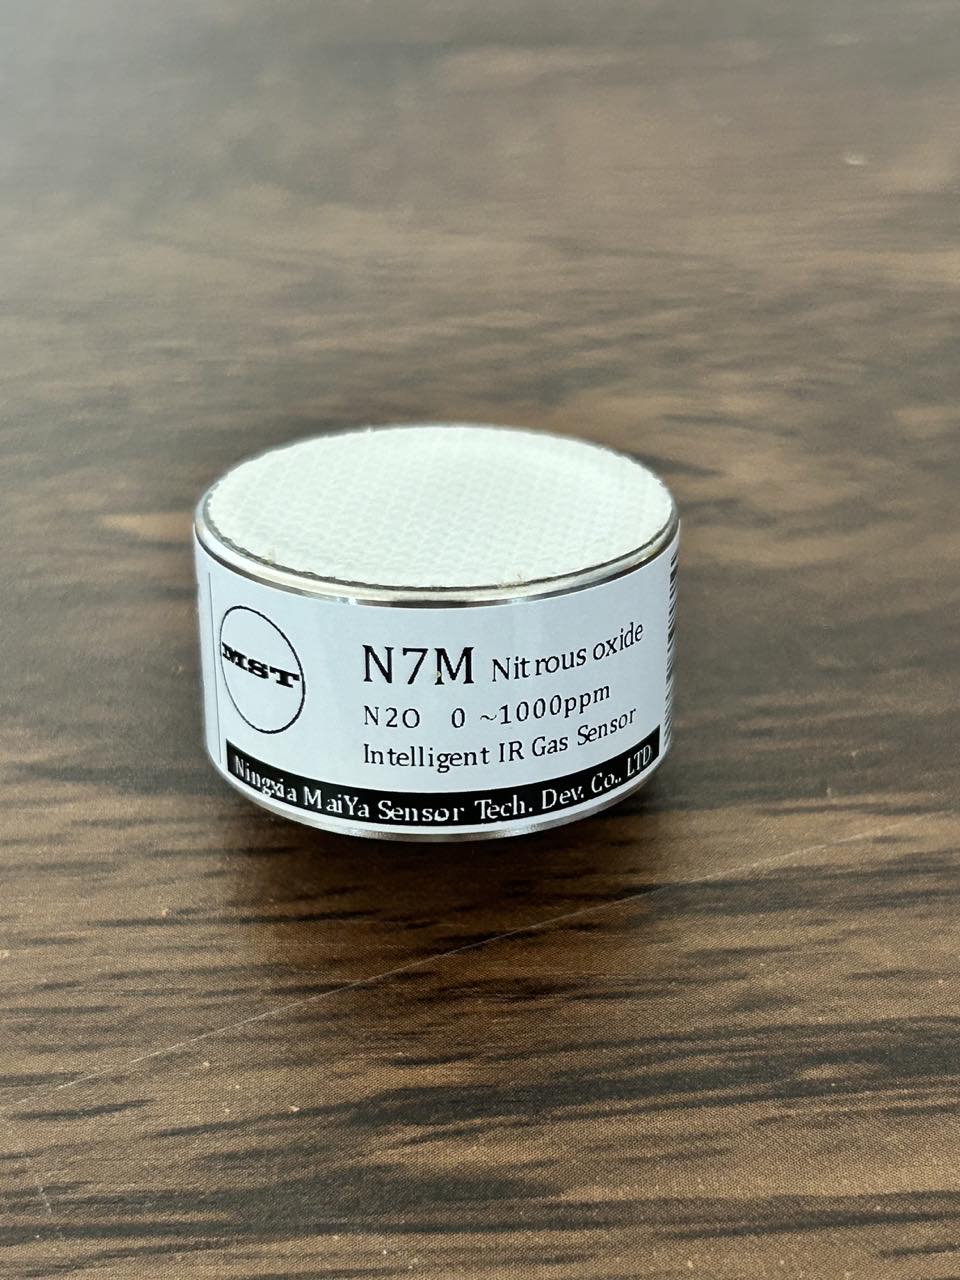 MST
N7M Nitrous oxide
N2O 0 ~1000ppm
Intelligent IR Gas Sensor
Ningxia MaiYa Sensor Tech. Dev. Co., LTD